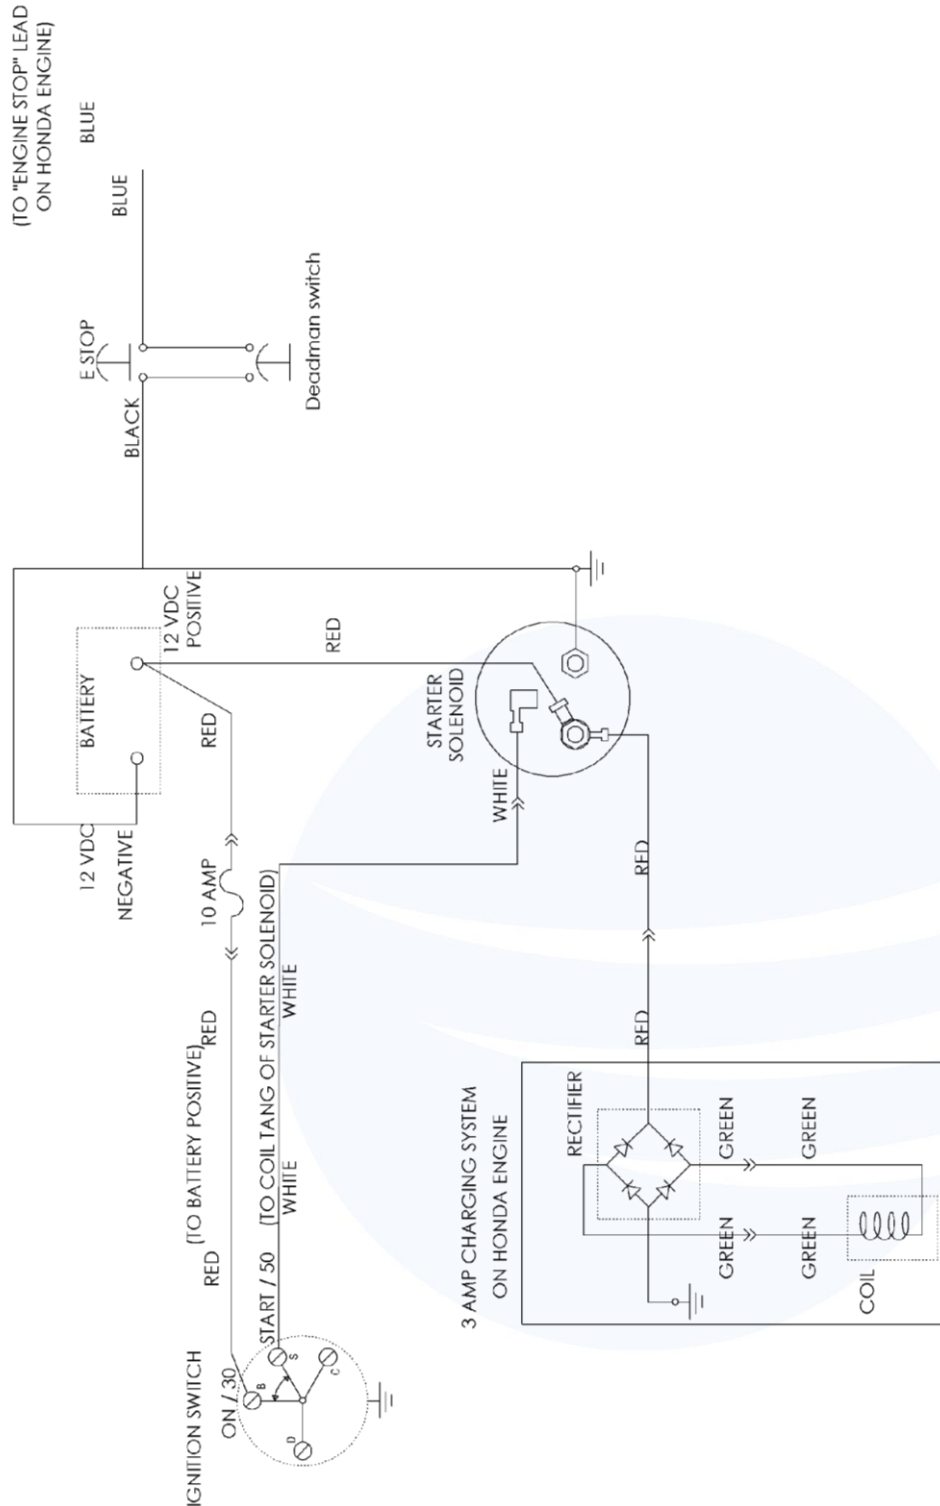 (TO "ENGINE STOP" LEAD
ON HONDA ENGINE)
BLUE
BLUE
E STOP
Deadman switch
BLACK
12 VDC
POSITIVE
RED
BATTERY
RED
STARTER
SOLENOID
WHITE
12 VDC
NEGATIVE
10 AMP
RED
(TO BATTERY POSITIVE)
RED
RED
RED
START / 50 (TO COIL TANG OF STARTER SOLENOID)
WHITE
WHITE
IGNITION SWITCH
ON / 30
B
S
C
D
3 AMP CHARGING SYSTEM
ON HONDA ENGINE
RECTIFIER
GREEN
GREEN
GREEN
GREEN
COIL